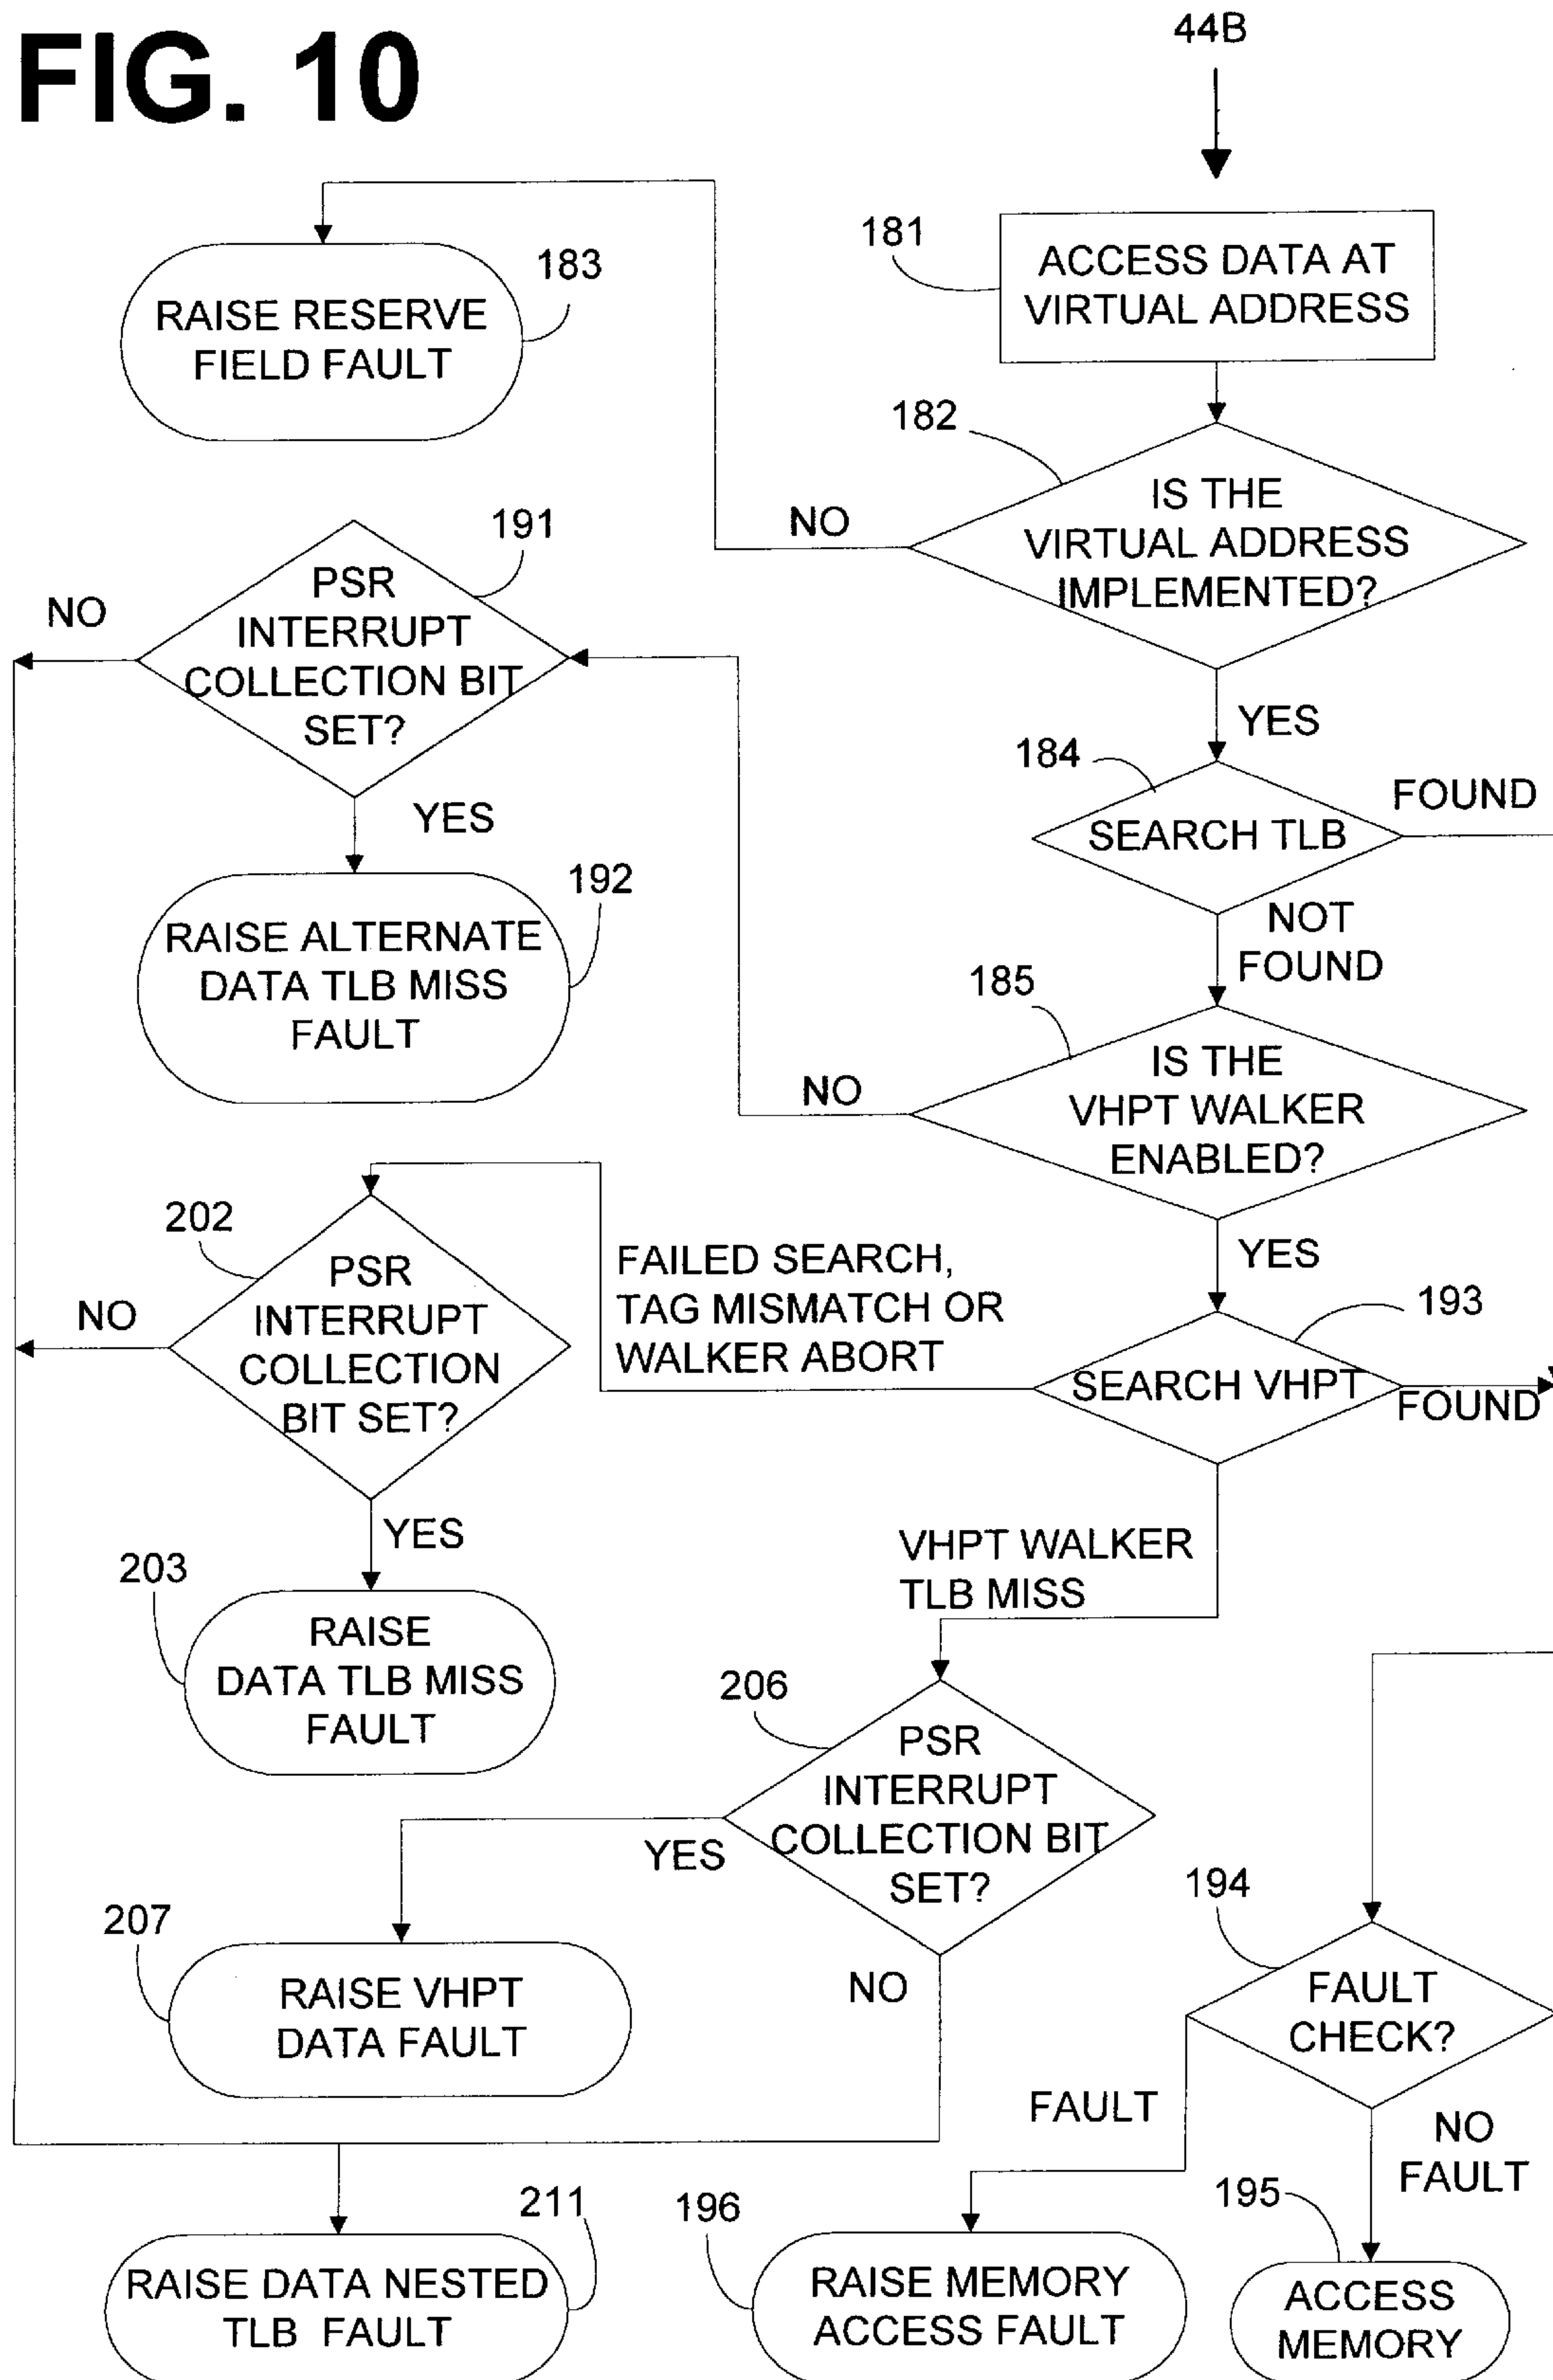 FIG. 10
44B
181
ACCESS DATA AT
VIRTUAL ADDRESS
183
RAISE RESERVE
FIELD FAULT
182
IS THE
VIRTUAL ADDRESS
IMPLEMENTED?
NO
191
PSR
INTERRUPT
COLLECTION BIT
SET?
NO
YES
YES
184
SEARCH TLB
FOUND
192
RAISE ALTERNATE
DATA TLB MISS
FAULT
NOT
FOUND
185
IS THE
VHPT WALKER
ENABLED?
NO
202
PSR
INTERRUPT
COLLECTION
BIT SET?
NO
FAILED SEARCH,
TAG MISMATCH OR
WALKER ABORT
YES
193
SEARCH VHPT
FOUND
YES
203
RAISE
DATA TLB MISS
FAULT
VHPT WALKER
TLB MISS
206
PSR
INTERRUPT
COLLECTION BIT
SET?
YES
207
RAISE VHPT
DATA FAULT
NO
194
FAULT
CHECK?
FAULT
NO
FAULT
211
RAISE DATA NESTED
TLB FAULT
196
RAISE MEMORY
ACCESS FAULT
195
ACCESS
MEMORY